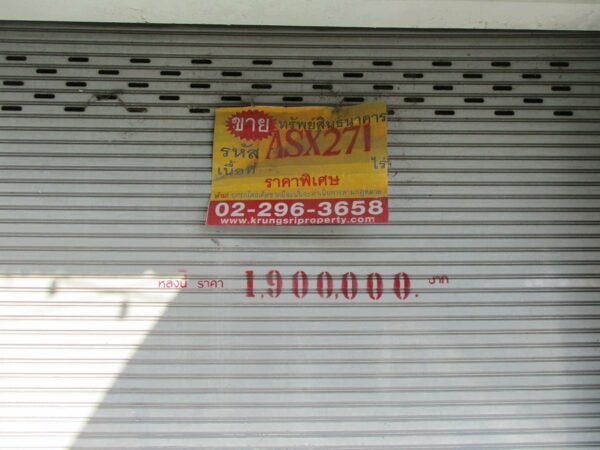 ขาย ทรัพย์สินธนาคาร
รหัส ASX271
เนื้อที่ ไร่
ราคาพิเศษ
02-296-3658
www.krungsriproperty.com
หลังนี้ ราคา 1,900,000. บาท